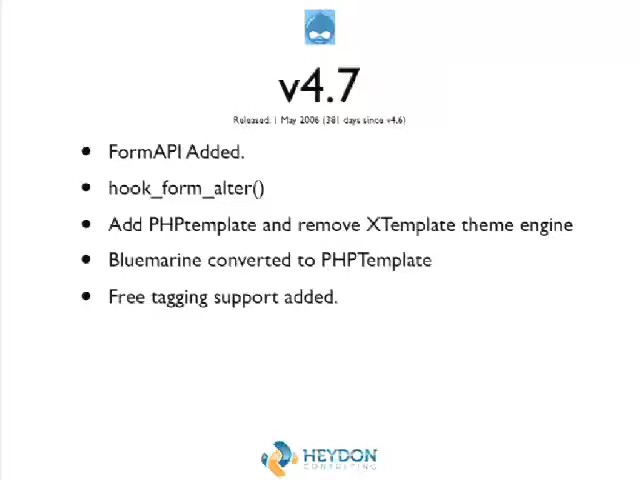 v4.7
Released: 1 May 2006 (381 days since v4.6)
• FormAPI Added.
• hook_form_alter()
• Add PHPtemplate and remove XTemplate theme engine
• Bluemarine converted to PHPTemplate
• Free tagging support added.
HEYDON
CONSULTING